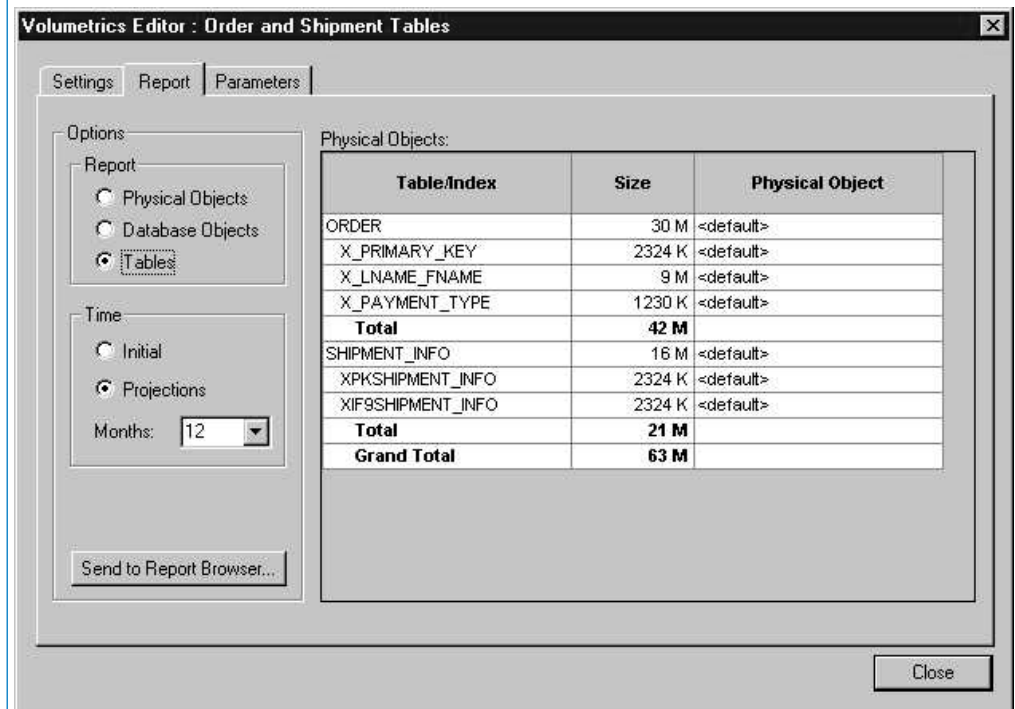 Volumetrics Editor : Order and Shipment Tables
Settings Report Parameters
Options
Report
Physical Objects
Database Objects
Tables
Time
Initial
Projections
Months: 12
Send to Report Browser...
Physical Objects:
Table/Index Size Physical Object
ORDER 30 M <default>
X_PRIMARY_KEY 2324 K <default>
X_LNAME_FNAME 9 M <default>
X_PAYMENT_TYPE 1230 K <default>
Total 42 M
SHIPMENT_INFO 16 M <default>
XPKSHIPMENT_INFO 2324 K <default>
XIF9SHIPMENT_INFO 2324 K <default>
Total 21 M
Grand Total 63 M
Close